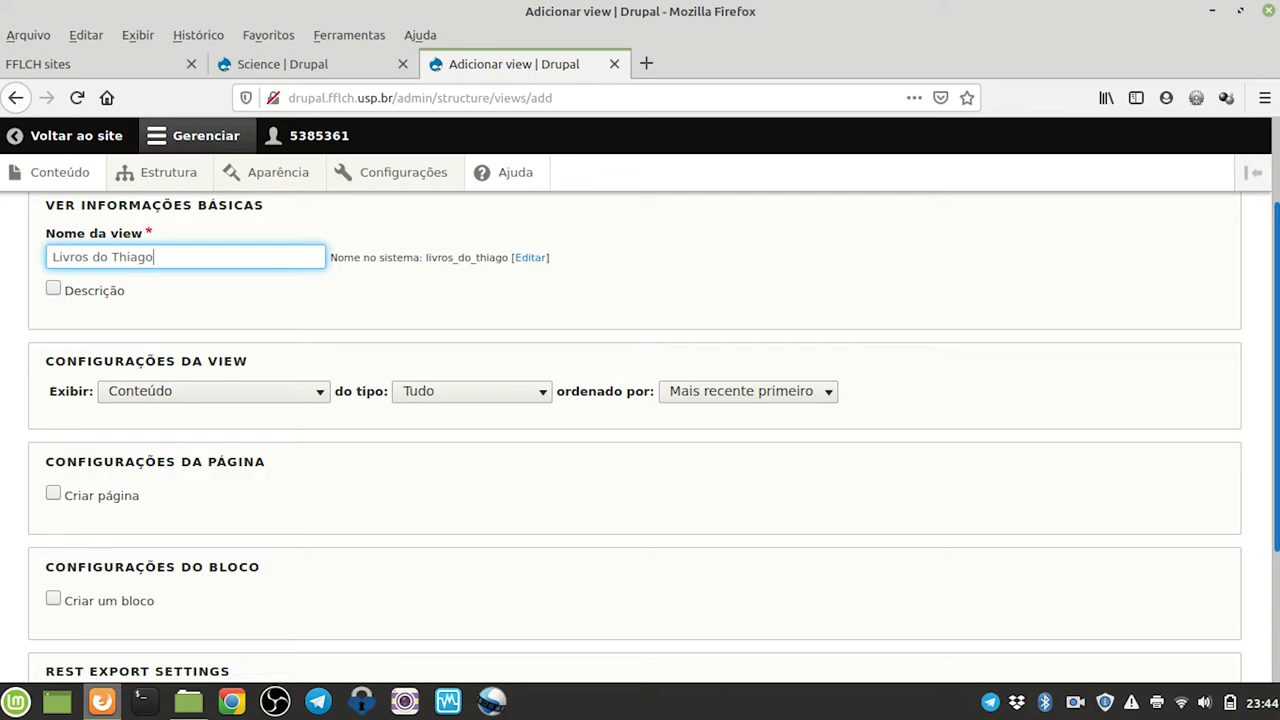 Adicionar view | Drupal - Mozilla Firefox
Arquivo Editar Exibir Histórico Favoritos Ferramentas Ajuda
FFLCH sites Science | Drupal Adicionar view | Drupal
drupal.fflch.usp.br/admin/structure/views/add
Voltar ao site Gerenciar 5385361
Conteúdo Estrutura Aparência Configurações Ajuda
VER INFORMAÇÕES BÁSICAS
Nome da view *
Livros do Thiago Nome no sistema: livros_do_thiago [Editar]
Descrição
CONFIGURAÇÕES DA VIEW
Exibir: Conteúdo do tipo: Tudo ordenado por: Mais recente primeiro
CONFIGURAÇÕES DA PÁGINA
Criar página
CONFIGURAÇÕES DO BLOCO
Criar um bloco
REST EXPORT SETTINGS
23:44